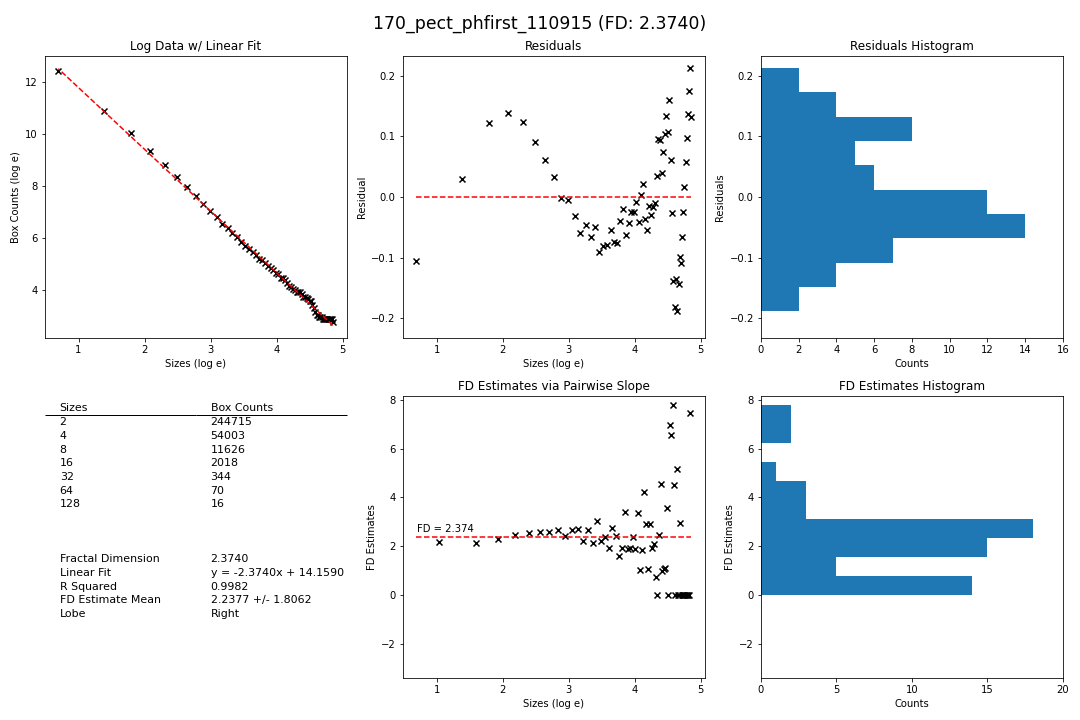 170_pect_phfirst_110915 (FD: 2.3740)
Log Data w/ Linear Fit
Box Counts (log e)
12
10
8
6
4
1 2 3 4 5
Sizes (log e)
Residuals
Residual
0.2
0.1
0.0
−0.1
−0.2
1 2 3 4 5
Sizes (log e)
Residuals Histogram
Residuals
0.2
0.1
0.0
−0.1
−0.2
0 2 4 6 8 10 12 14 16
Counts
Sizes Box Counts
2 244715
4 54003
8 11626
16 2018
32 344
64 70
128 16
Fractal Dimension 2.3740
Linear Fit y = -2.3740x + 14.1590
R Squared 0.9982
FD Estimate Mean 2.2377 +/- 1.8062
Lobe Right
FD Estimates via Pairwise Slope
FD Estimates
8
6
4
2
0
−2
FD = 2.374
1 2 3 4 5
Sizes (log e)
FD Estimates Histogram
FD Estimates
8
6
4
2
0
−2
0 5 10 15 20
Counts